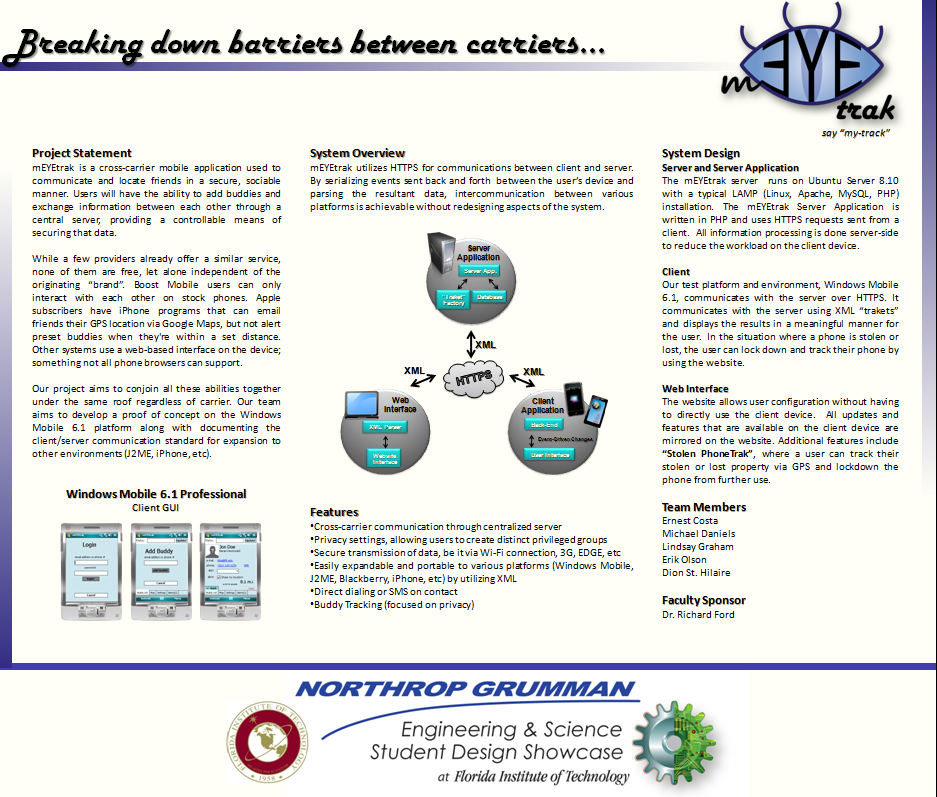 Breaking down barriers between carriers...
mEYEtrak
say "my-track"
Project Statement
mEYEtrak is a cross-carrier mobile application used to
communicate and locate friends in a secure, sociable
manner. Users will have the ability to add buddies and
exchange information between each other through a
central server, providing a controllable means of
securing that data.
While a few providers already offer a similar service,
none of them are free, let alone independent of the
originating "brand". Boost Mobile users can only
interact with each other on stock phones. Apple
subscribers have iPhone programs that can email
friends their GPS location via Google Maps, but not alert
preset buddies when they're within a set distance.
Other systems use a web-based interface on the device;
something not all phone browsers can support.
Our project aims to conjoin all these abilities together
under the same roof regardless of carrier. Our team
aims to develop a proof of concept on the Windows
Mobile 6.1 platform along with documenting the
client/server communication standard for expansion to
other environments (J2ME, iPhone, etc).
Windows Mobile 6.1 Professional
Client GUI
Login
Add Buddy
Cancel
Jon Doe
8.1 mi
System Overview
mEYEtrak utilizes HTTPS for communications between client and server.
By serializing events sent back and forth between the user's device and
parsing the resultant data, intercommunication between various
platforms is achievable without redesigning aspects of the system.
Server
Application
Server App.
"Traket"
Factory
Database
XML
HTTPS
XML
XML
Web
Interface
XML Parser
Website
Interface
Client
Application
Back-End
Event-Driven Changes
User Interface
Features
•Cross-carrier communication through centralized server
•Privacy settings, allowing users to create distinct privileged groups
•Secure transmission of data, be it via Wi-Fi connection, 3G, EDGE, etc
•Easily expandable and portable to various platforms (Windows Mobile,
J2ME, Blackberry, iPhone, etc) by utilizing XML
•Direct dialing or SMS on contact
•Buddy Tracking (focused on privacy)
System Design
Server and Server Application
The mEYEtrak server runs on Ubuntu Server 8.10
with a typical LAMP (Linux, Apache, MySQL, PHP)
installation. The mEYEtrak Server Application is
written in PHP and uses HTTPS requests sent from a
client. All information processing is done server-side
to reduce the workload on the client device.
Client
Our test platform and environment, Windows Mobile
6.1, communicates with the server over HTTPS. It
communicates with the server using XML "trakets"
and displays the results in a meaningful manner for
the user. In the situation where a phone is stolen or
lost, the user can lock down and track their phone by
using the website.
Web Interface
The website allows user configuration without having
to directly use the client device. All updates and
features that are available on the client device are
mirrored on the website. Additional features include
"Stolen PhoneTrak", where a user can track their
stolen or lost property via GPS and lockdown the
phone from further use.
Team Members
Ernest Costa
Michael Daniels
Lindsay Graham
Erik Olson
Dion St. Hilaire
Faculty Sponsor
Dr. Richard Ford
NORTHROP GRUMMAN
Engineering & Science
Student Design Showcase
at Florida Institute of Technology
FLORIDA INSTITUTE OF TECHNOLOGY
1958